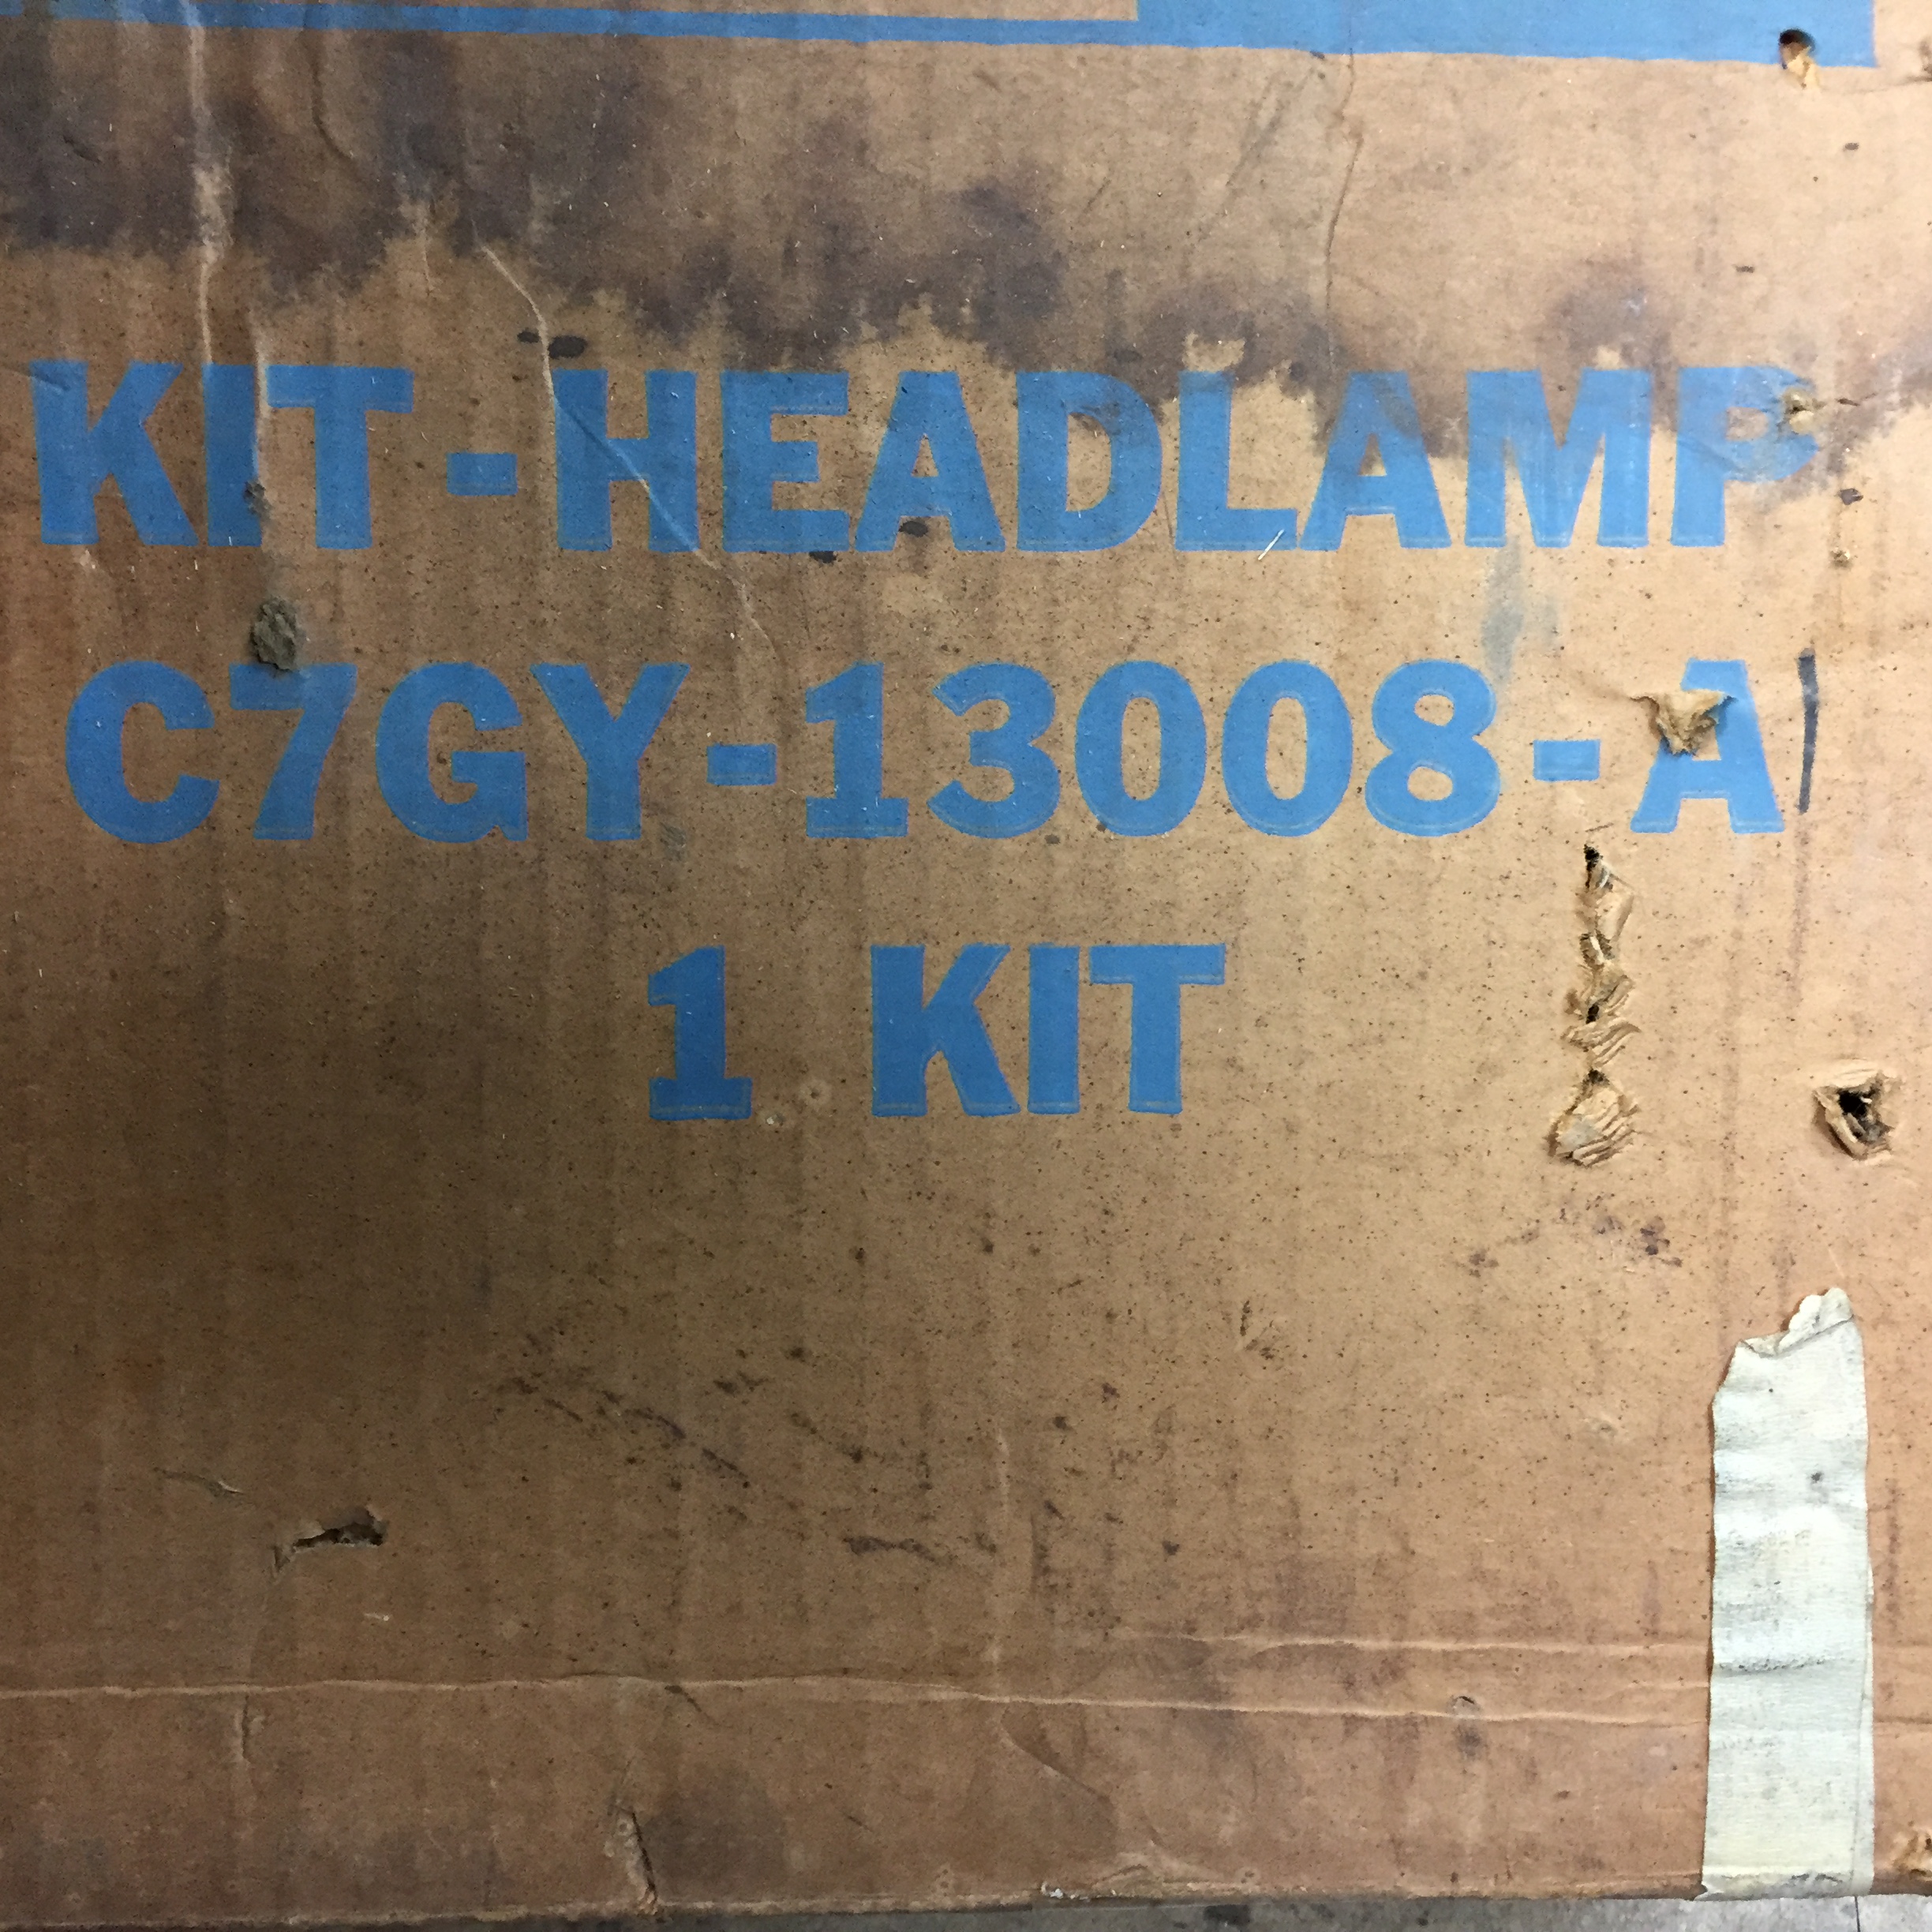 KIT-HEADLAMP
C7GY-13008-A
1 KIT